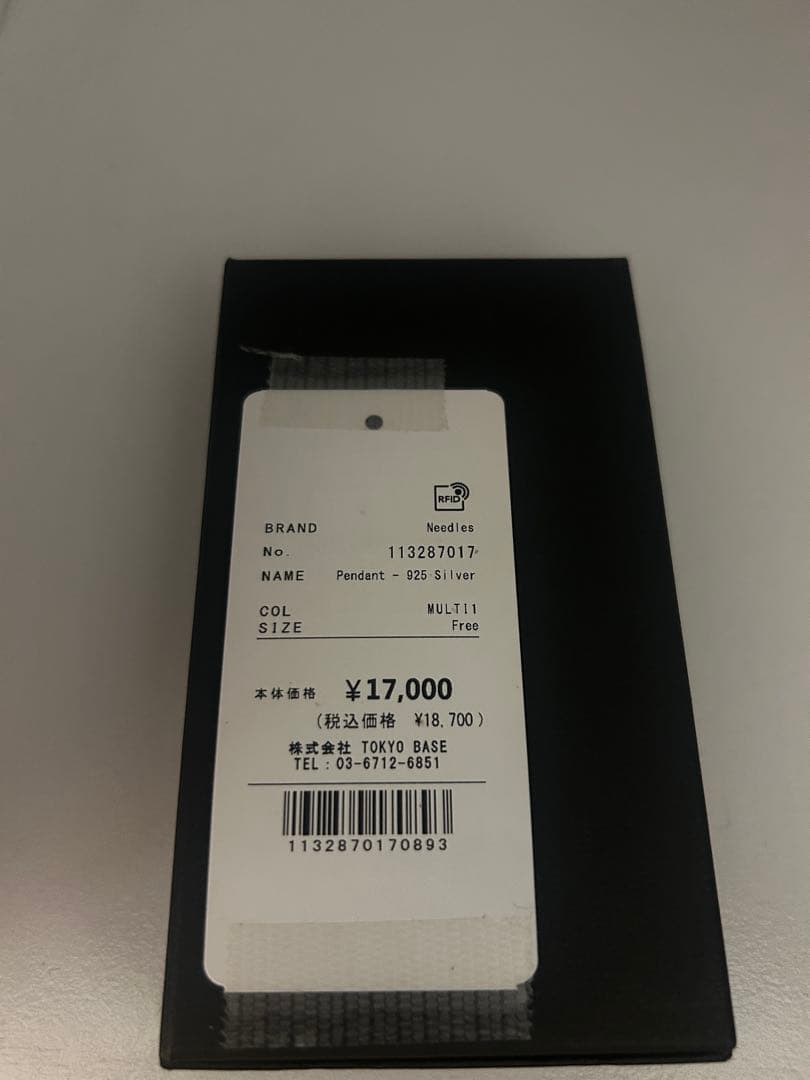 RFID
BRAND Needles
No. 113287017
NAME Pendant - 925 Silver
COL MULTI1
SIZE Free
本体価格 ¥17,000
(税込価格 ¥18,700)
株式会社 TOKYO BASE
TEL:03-6712-6851
1132870170893